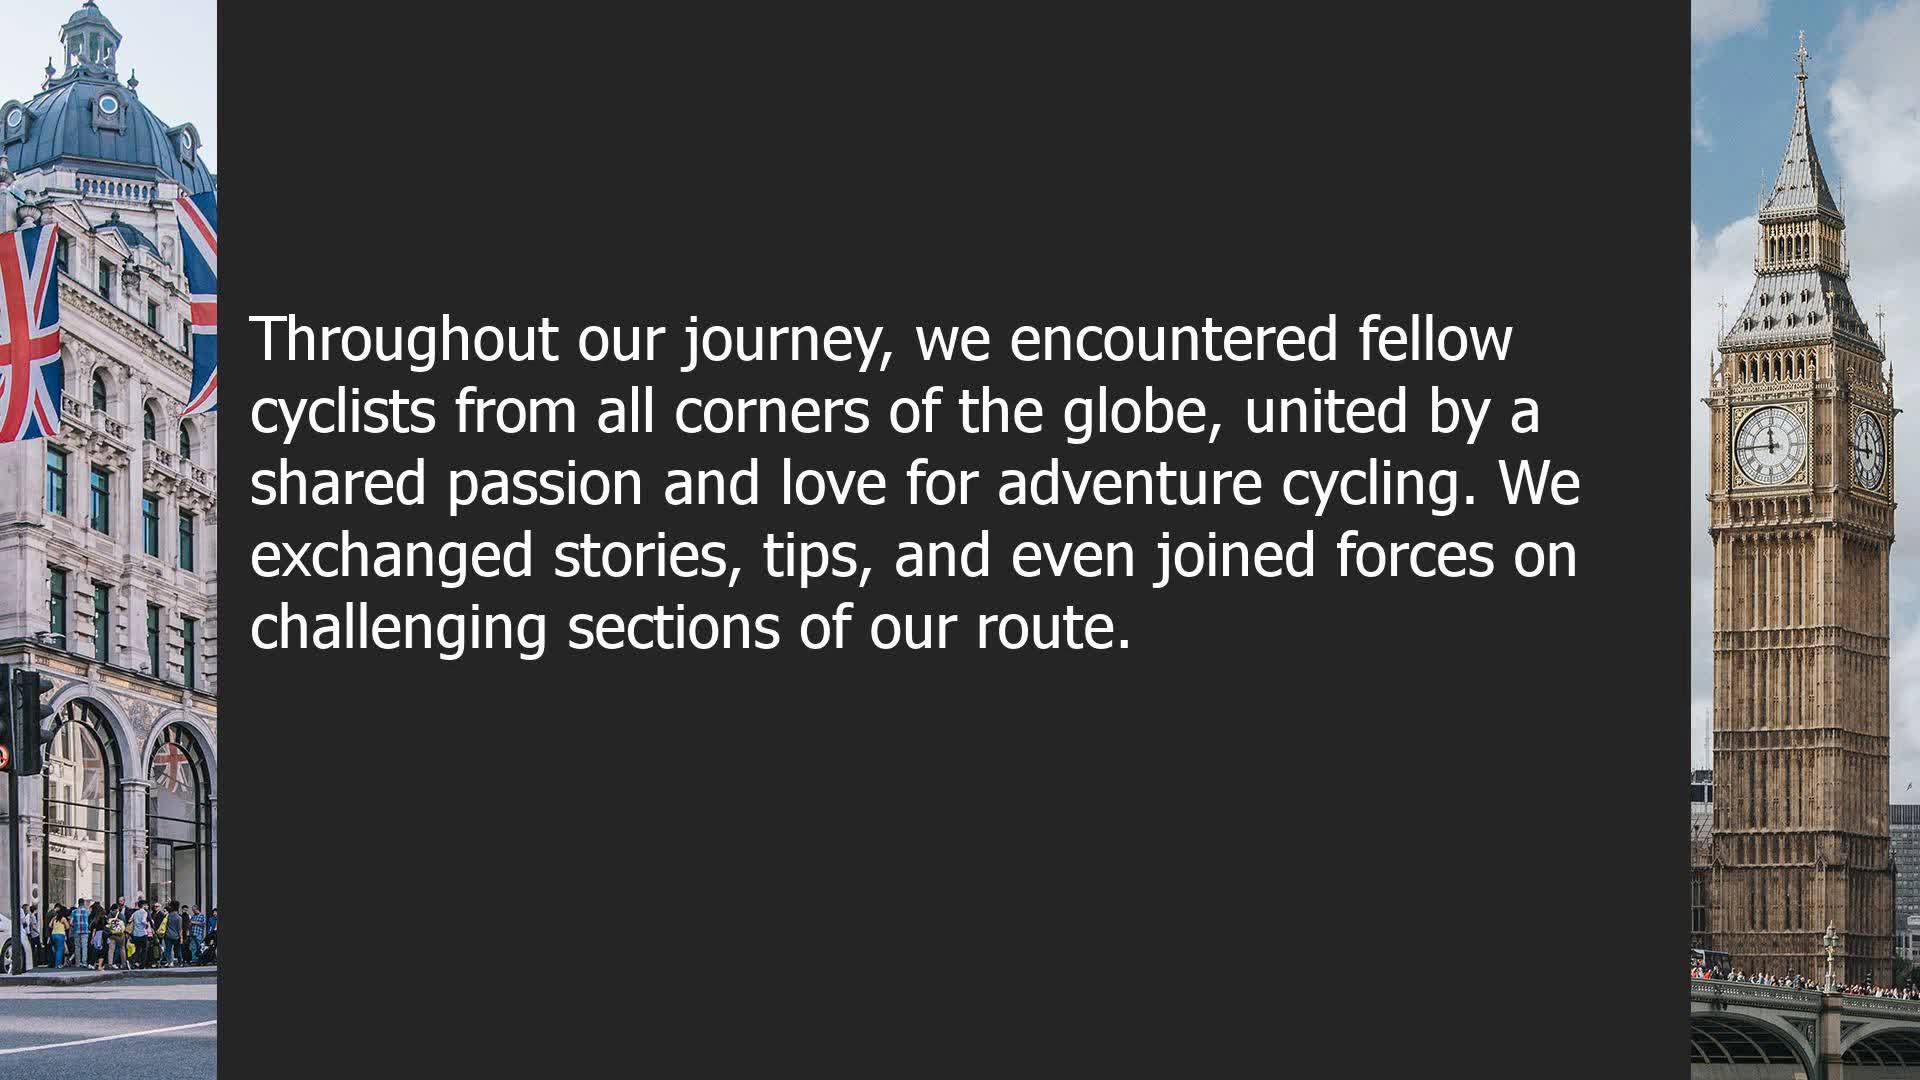 Throughout our journey, we encountered fellow
cyclists from all corners of the globe, united by a
shared passion and love for adventure cycling. We
exchanged stories, tips, and even joined forces on
challenging sections of our route.